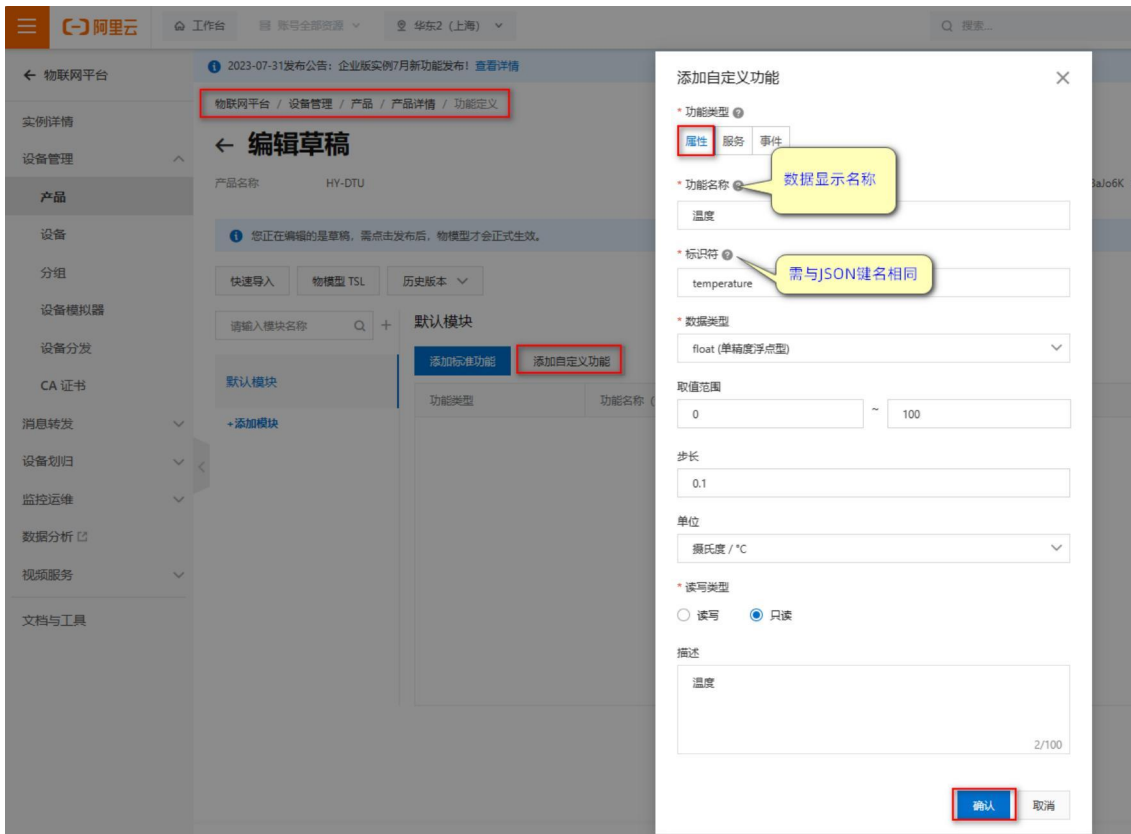 阿里云 工作台 账号全部资源 华东2（上海） 搜索...
物联网平台
实例详情
设备管理
产品
设备
分组
设备模拟器
设备分发
CA 证书
消息转发
设备划归
监控运维
数据分析
视频服务
文档与工具
2023-07-31发布公告：企业版实例7月新功能发布！查看详情
物联网平台 / 设备管理 / 产品 / 产品详情 / 功能定义
编辑草稿
产品名称 HY-DTU
您正在编辑的是草稿，需点击发布后，物模型才会正式生效。
快速导入 物模型 TSL 历史版本
请输入模块名称
默认模块
+添加模块
默认模块
添加标准功能 添加自定义功能
功能类型 功能名称（
添加自定义功能
* 功能类型
属性 服务 事件
* 功能名称
数据显示名称
温度
* 标识符
需与JSON键名相同
temperature
* 数据类型
float (单精度浮点型)
取值范围
0 ~ 100
步长
0.1
单位
摄氏度 / °C
* 读写类型
读写 只读
描述
温度
2/100
确认 取消